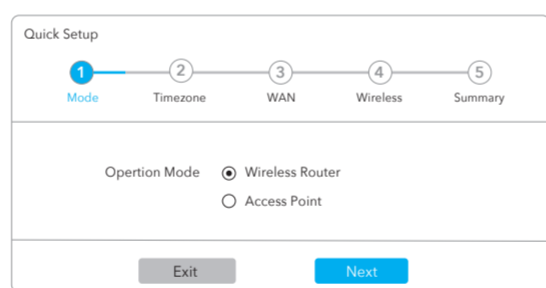 Quick Setup
1 2 3 4 5
Mode Timezone WAN Wireless Summary
Opertion Mode Wireless Router
Access Point
Exit Next